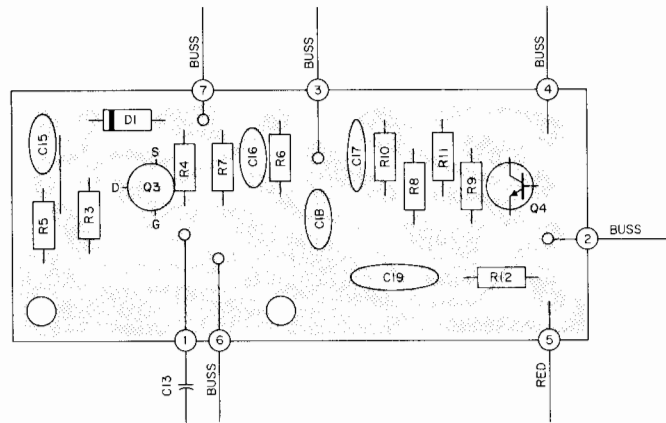 BUSS
BUSS
BUSS
7
3
4
D1
C15
S
D
Q3
G
R4
R7
C16
R6
C17
R10
R8
R11
R9
Q4
R5
R3
C18
2
BUSS
C19
R12
1
6
5
C13
BUSS
RED